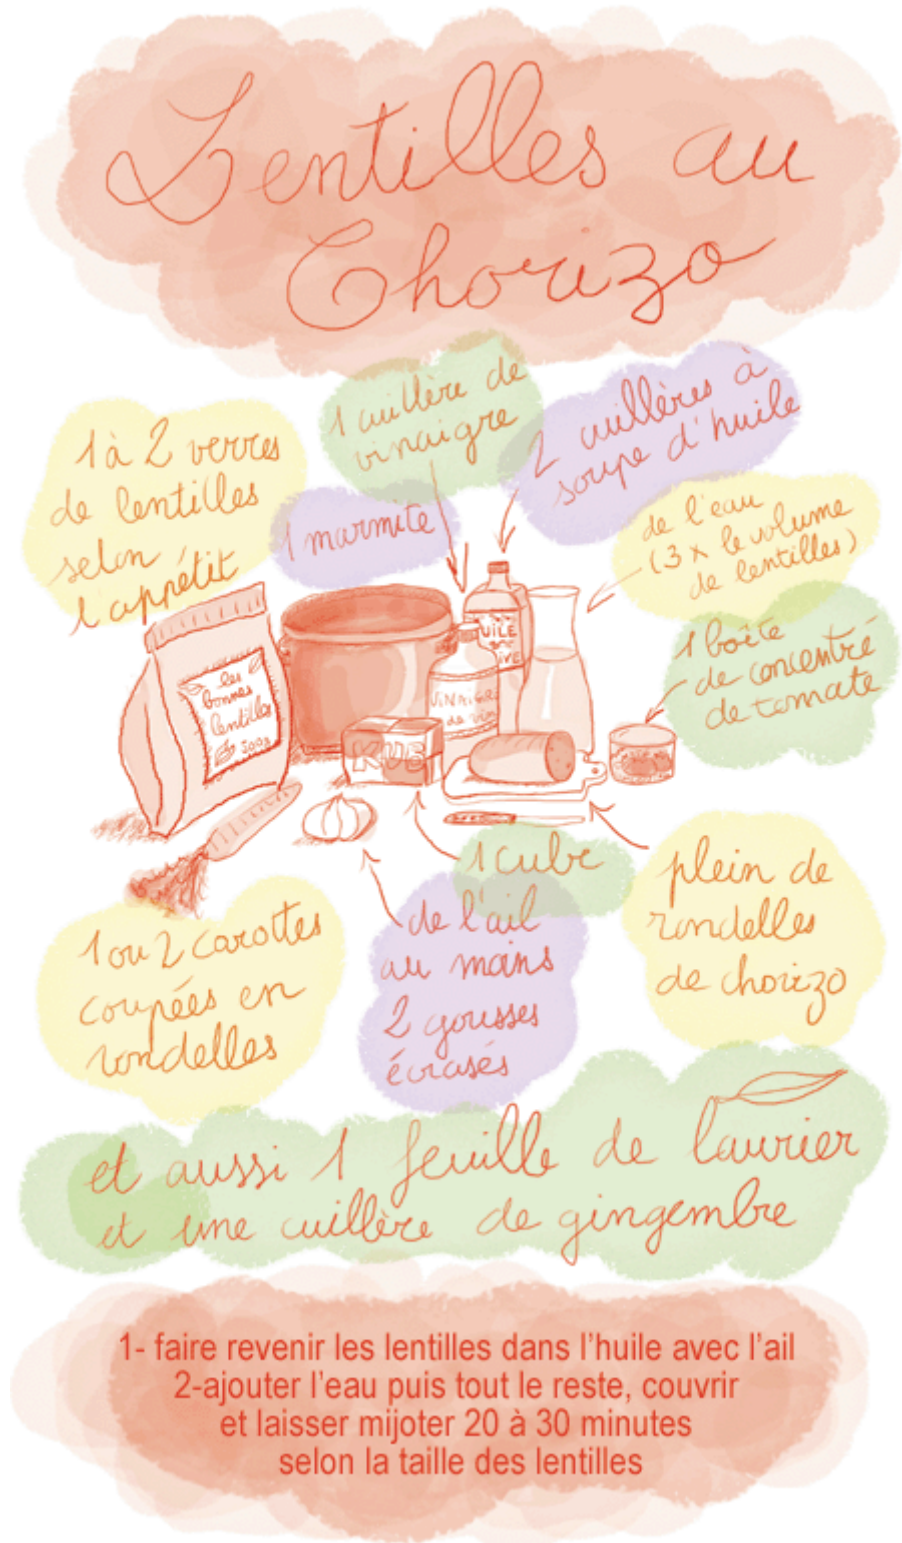 Lentilles au
Chorizo
1 cuillère de
vinaigre
2 cuillères à
soupe d'huile
1 à 2 verres
de lentilles
selon
l'appétit
1 marmite
de l'eau
(3 x le volume
de lentilles)
1 boîte
de concentré
de tomate
UILE
IVE
les
bonnes
lentilles
500g
VINAIGRE
de vin
KUB
1 cube
plein de
rondelles
de chorizo
1 ou 2 carottes
coupées en
rondelles
de l'ail
au moins
2 gousses
écrasés
et aussi 1 feuille de laurier
et une cuillère de gingembre
1- faire revenir les lentilles dans l'huile avec l'ail
2-ajouter l'eau puis tout le reste, couvrir
et laisser mijoter 20 à 30 minutes
selon la taille des lentilles